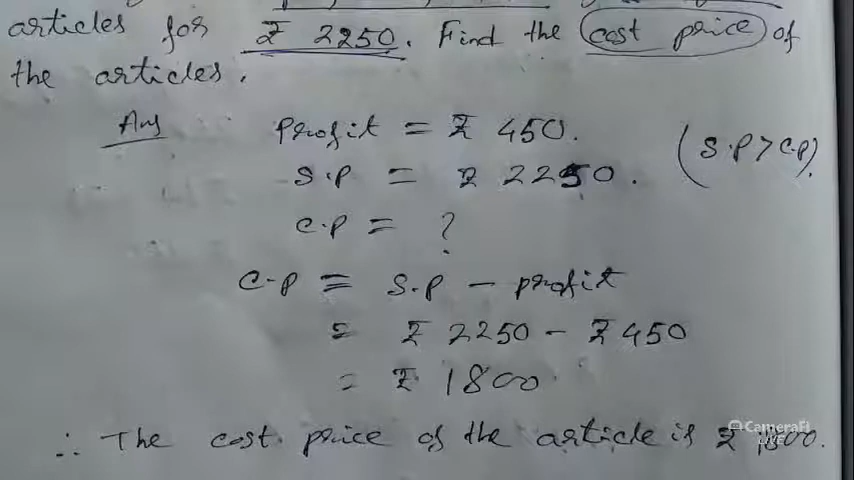 articles for ₹ 2250. Find the cost price of
the articles.
Ans
Profit = ₹ 450.
(S.P > C.P).
S.P = ₹ 2250.
C.P = ?
C.P = S.P - profit
= ₹ 2250 - ₹ 450
= ₹ 1800
∴ The cost price of the article is ₹ 1800.
CameraFi
LIVE